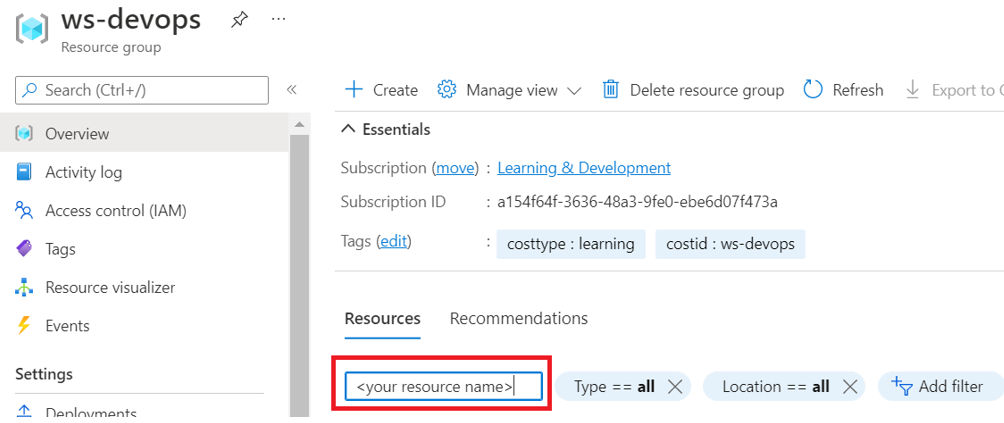 ws-devops
Resource group
Search (Ctrl+/)
Overview
Activity log
Access control (IAM)
Tags
Resource visualizer
Events
Settings
Deployments
Create Manage view Delete resource group Refresh Export to
Essentials
Subscription (move) : Learning & Development
Subscription ID : a154f64f-3636-48a3-9fe0-ebe6d07f473a
Tags (edit) : costtype : learning costid : ws-devops
Resources Recommendations
<your resource name> Type == all Location == all Add filter